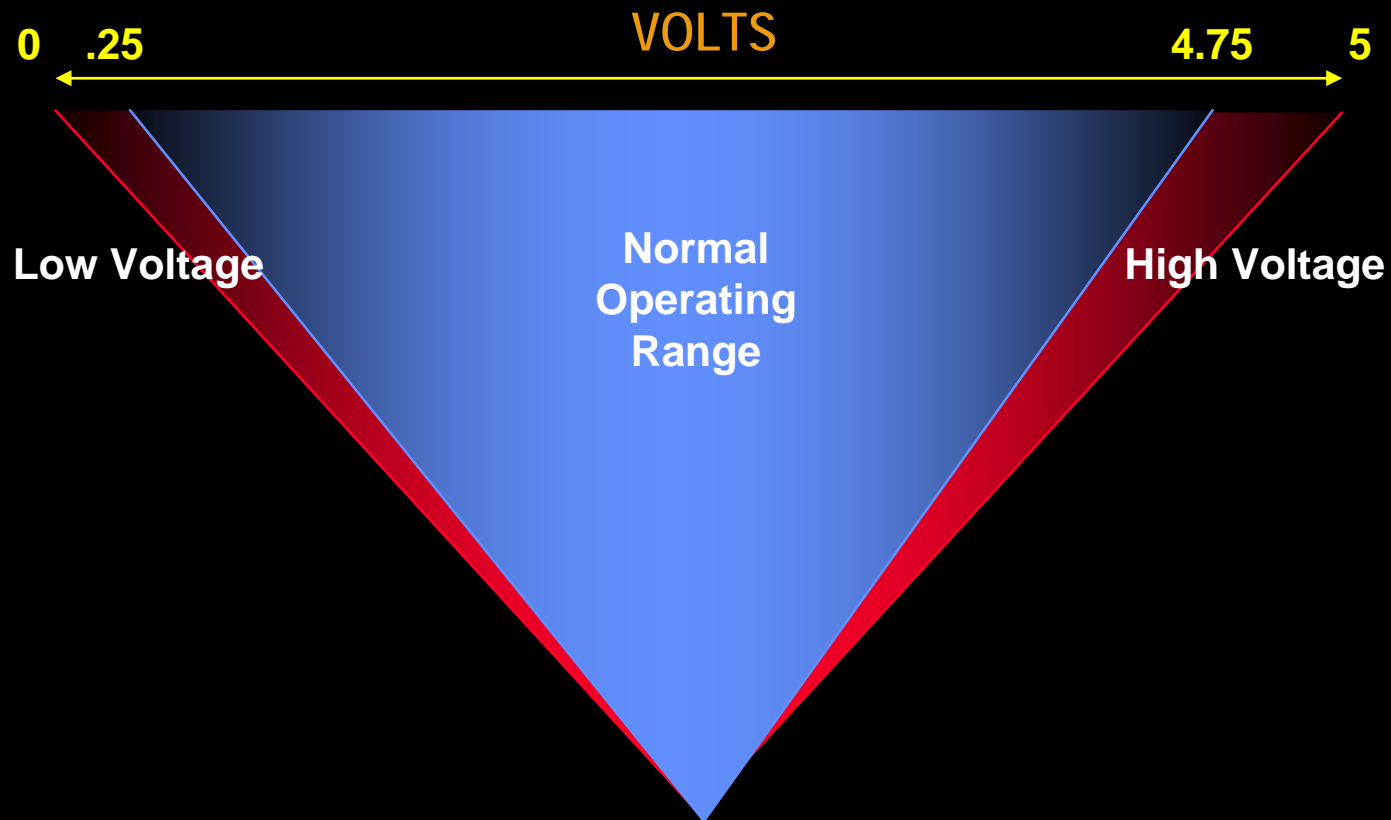 VOLTS
0 .25 4.75 5
Low Voltage
Normal
Operating
Range
High Voltage